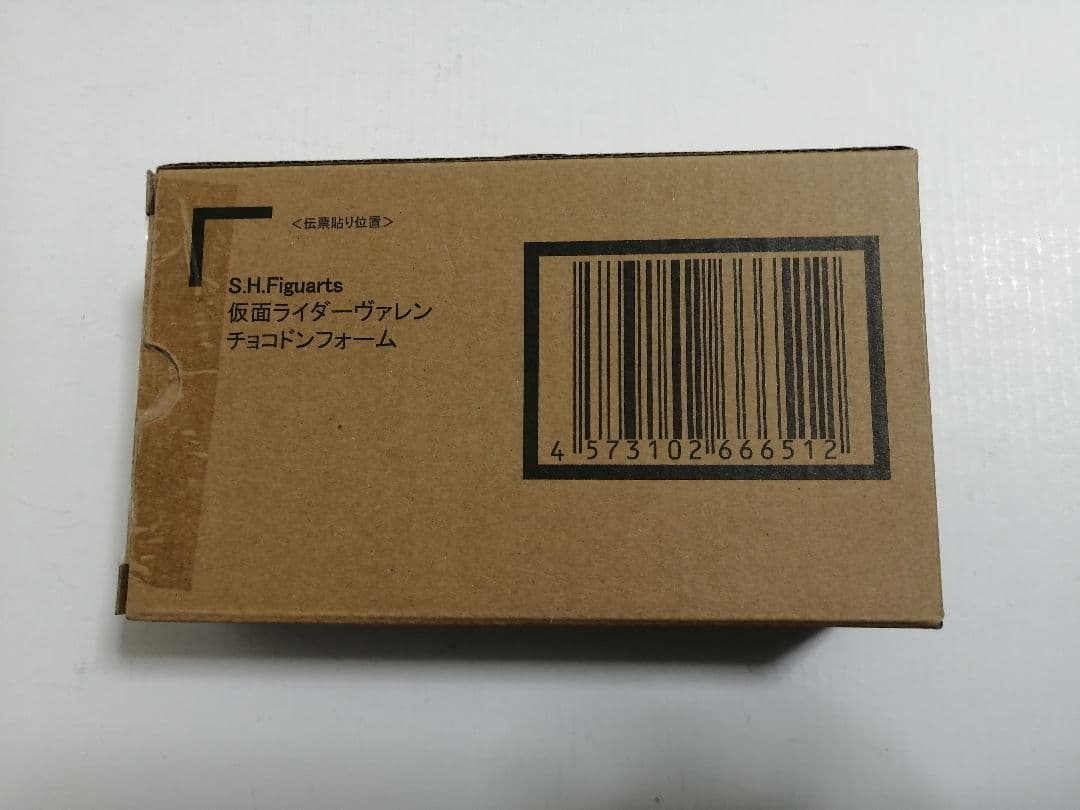 <伝票貼り位置>
S.H.Figuarts
仮面ライダーヴァレン
チョコドンフォーム
4 573102 666512